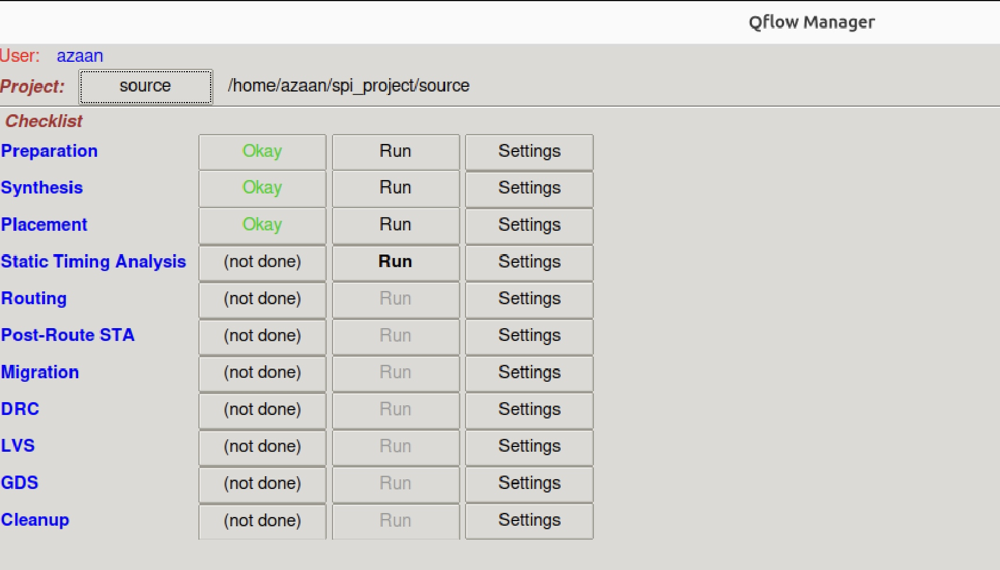 Qflow Manager
User: azaan
Project: source /home/azaan/spi_project/source
Checklist
Preparation Okay Run Settings
Synthesis Okay Run Settings
Placement Okay Run Settings
Static Timing Analysis (not done) Run Settings
Routing (not done) Run Settings
Post-Route STA (not done) Run Settings
Migration (not done) Run Settings
DRC (not done) Run Settings
LVS (not done) Run Settings
GDS (not done) Run Settings
Cleanup (not done) Run Settings